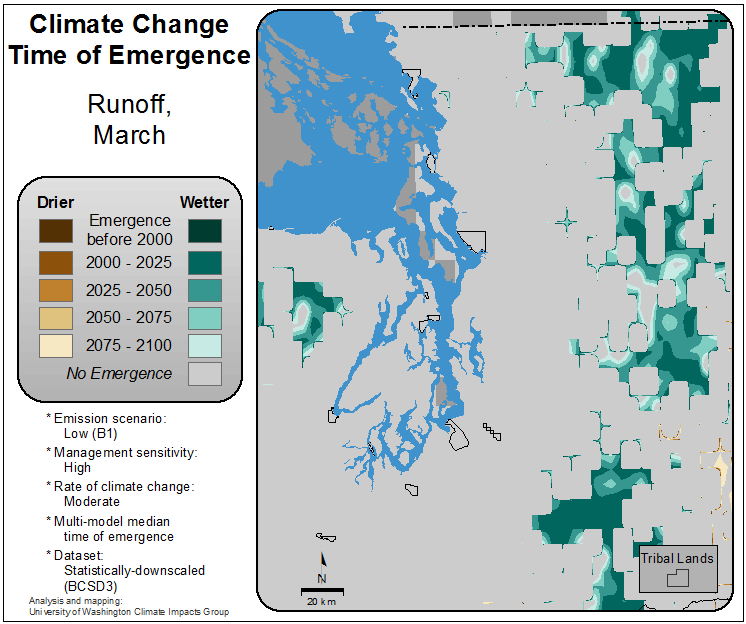 Climate Change
Time of Emergence
Runoff,
March
Drier Wetter
Emergence
before 2000
2000 - 2025
2025 - 2050
2050 - 2075
2075 - 2100
No Emergence
* Emission scenario:
Low (B1)
* Management sensitivity:
High
* Rate of climate change:
Moderate
* Multi-model median
time of emergence
* Dataset:
Statistically-downscaled
(BCSD3)
Analysis and mapping:
University of Washington Climate Impacts Group
N
20 km
Tribal Lands